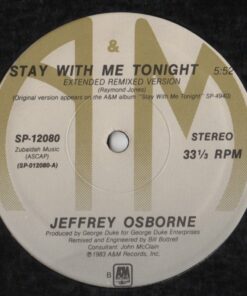 &
STAY WITH ME TONIGHT 5:52
EXTENDED REMIXED VERSION
(Raymond Jones)
(Original version appears on the A&M album "Stay With Me Tonight" SP-4940)
SP-12080 STEREO
Zubaidah Music
(ASCAP) 33⅓ RPM
(SP-012080-A)
JEFFREY OSBORNE
Produced by George Duke for George Duke Enterprises
Remixed and Engineered by Bill Bottrell
Consultant: John McClain
℗1983 A&M Records, Inc.
B A&M